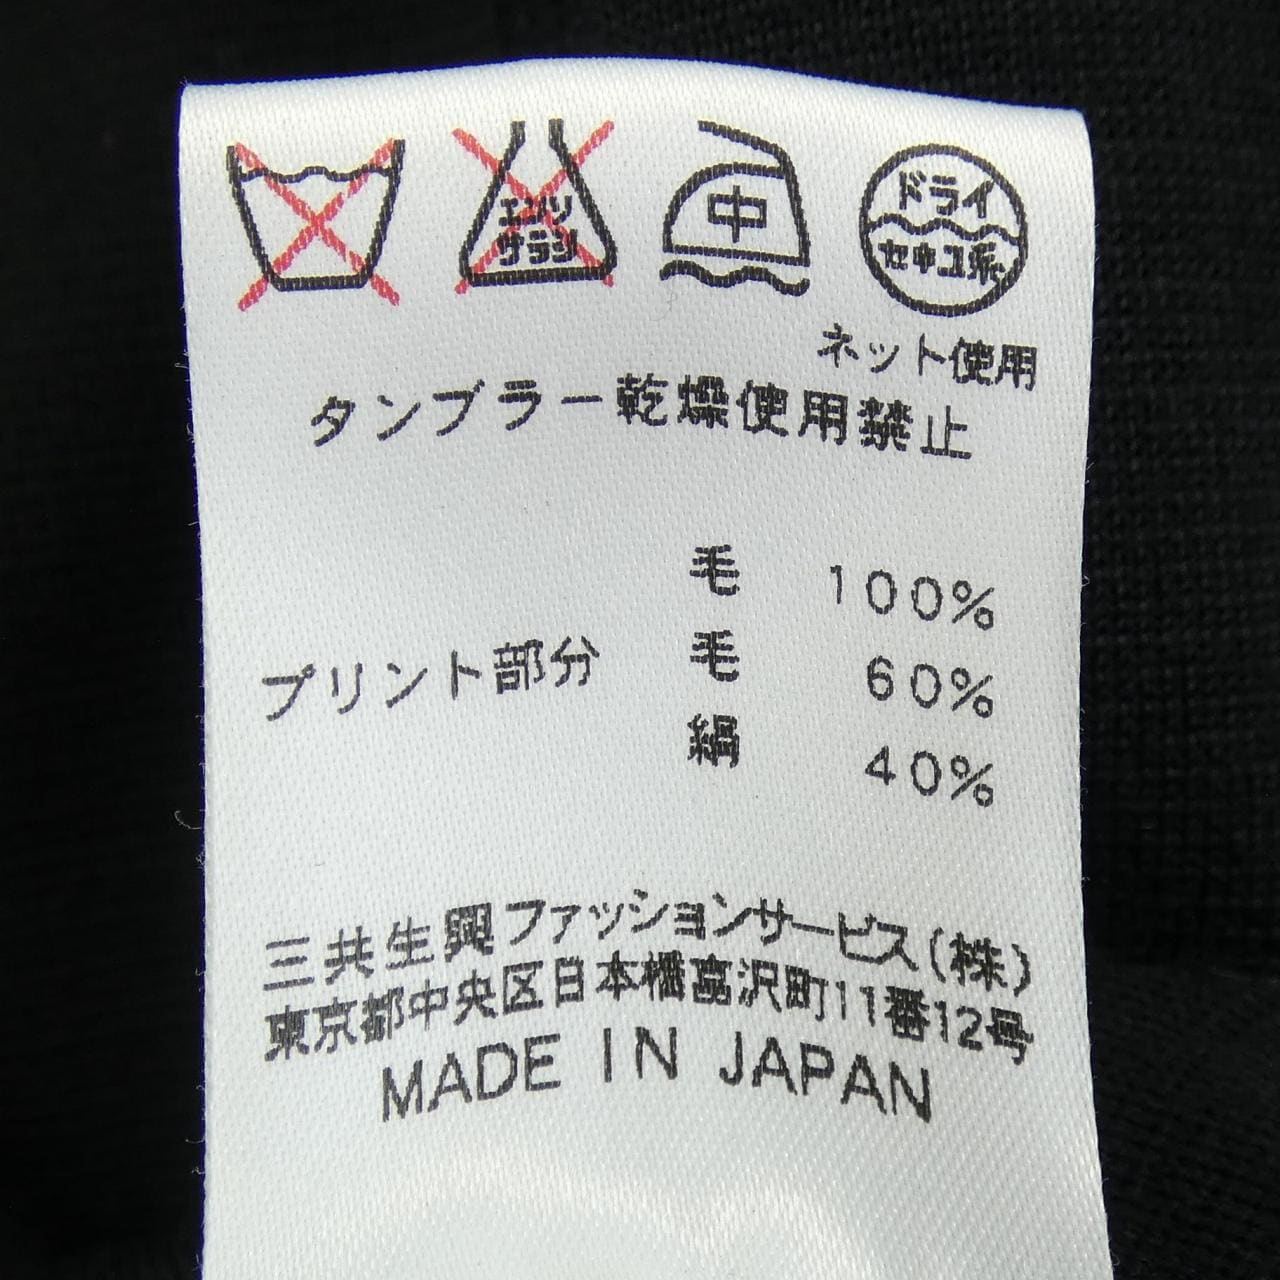 エンソ
サラシ
中
ドライ
セキユ系
ネット使用
タンブラー乾燥使用禁止
毛 100%
プリント部分 毛 60%
絹 40%
三共生興ファッションサービス(株)
東京都中央区日本橋富沢町11番12号
MADE IN JAPAN